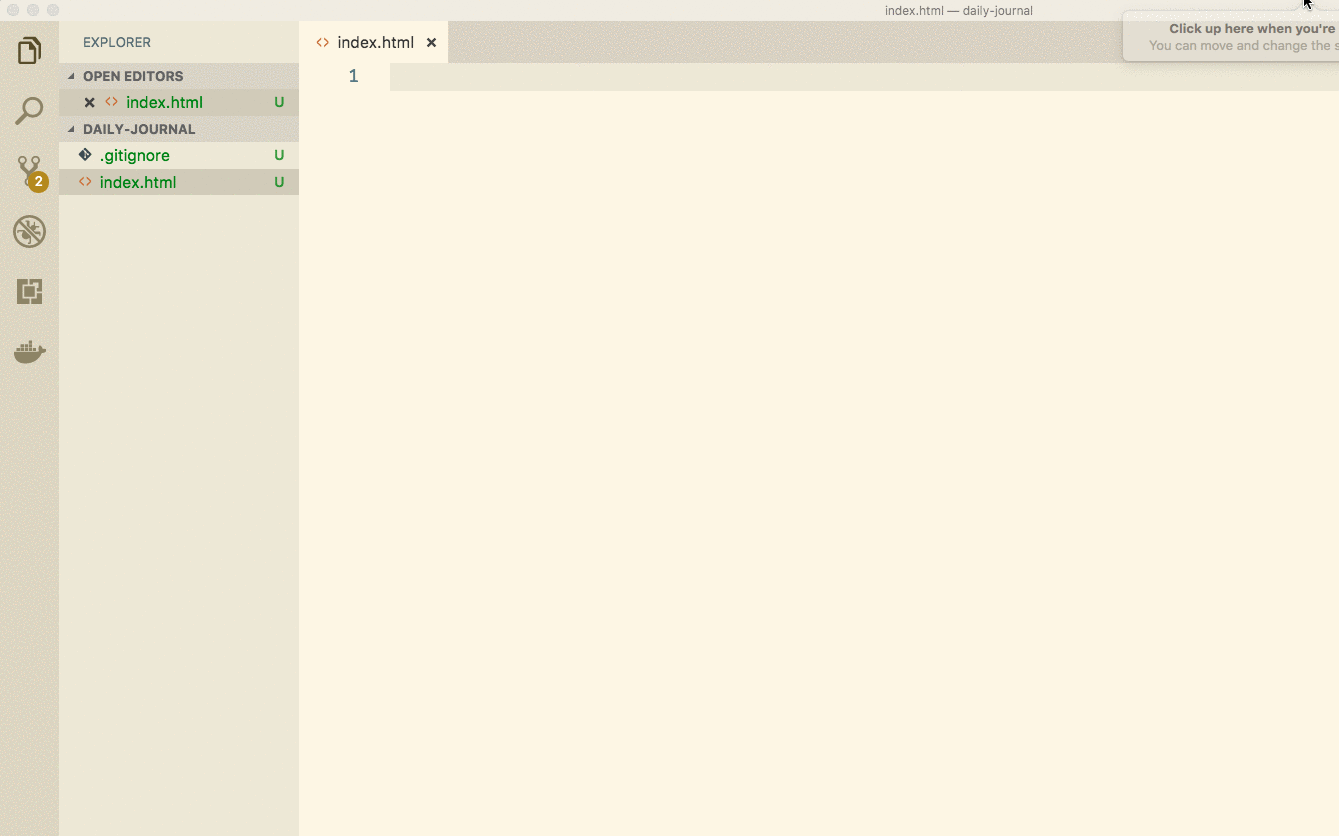 index.html — daily-journal
Click up here when you're
You can move and change the
EXPLORER
index.html
OPEN EDITORS
1
index.html U
DAILY-JOURNAL
.gitignore U
2
index.html U